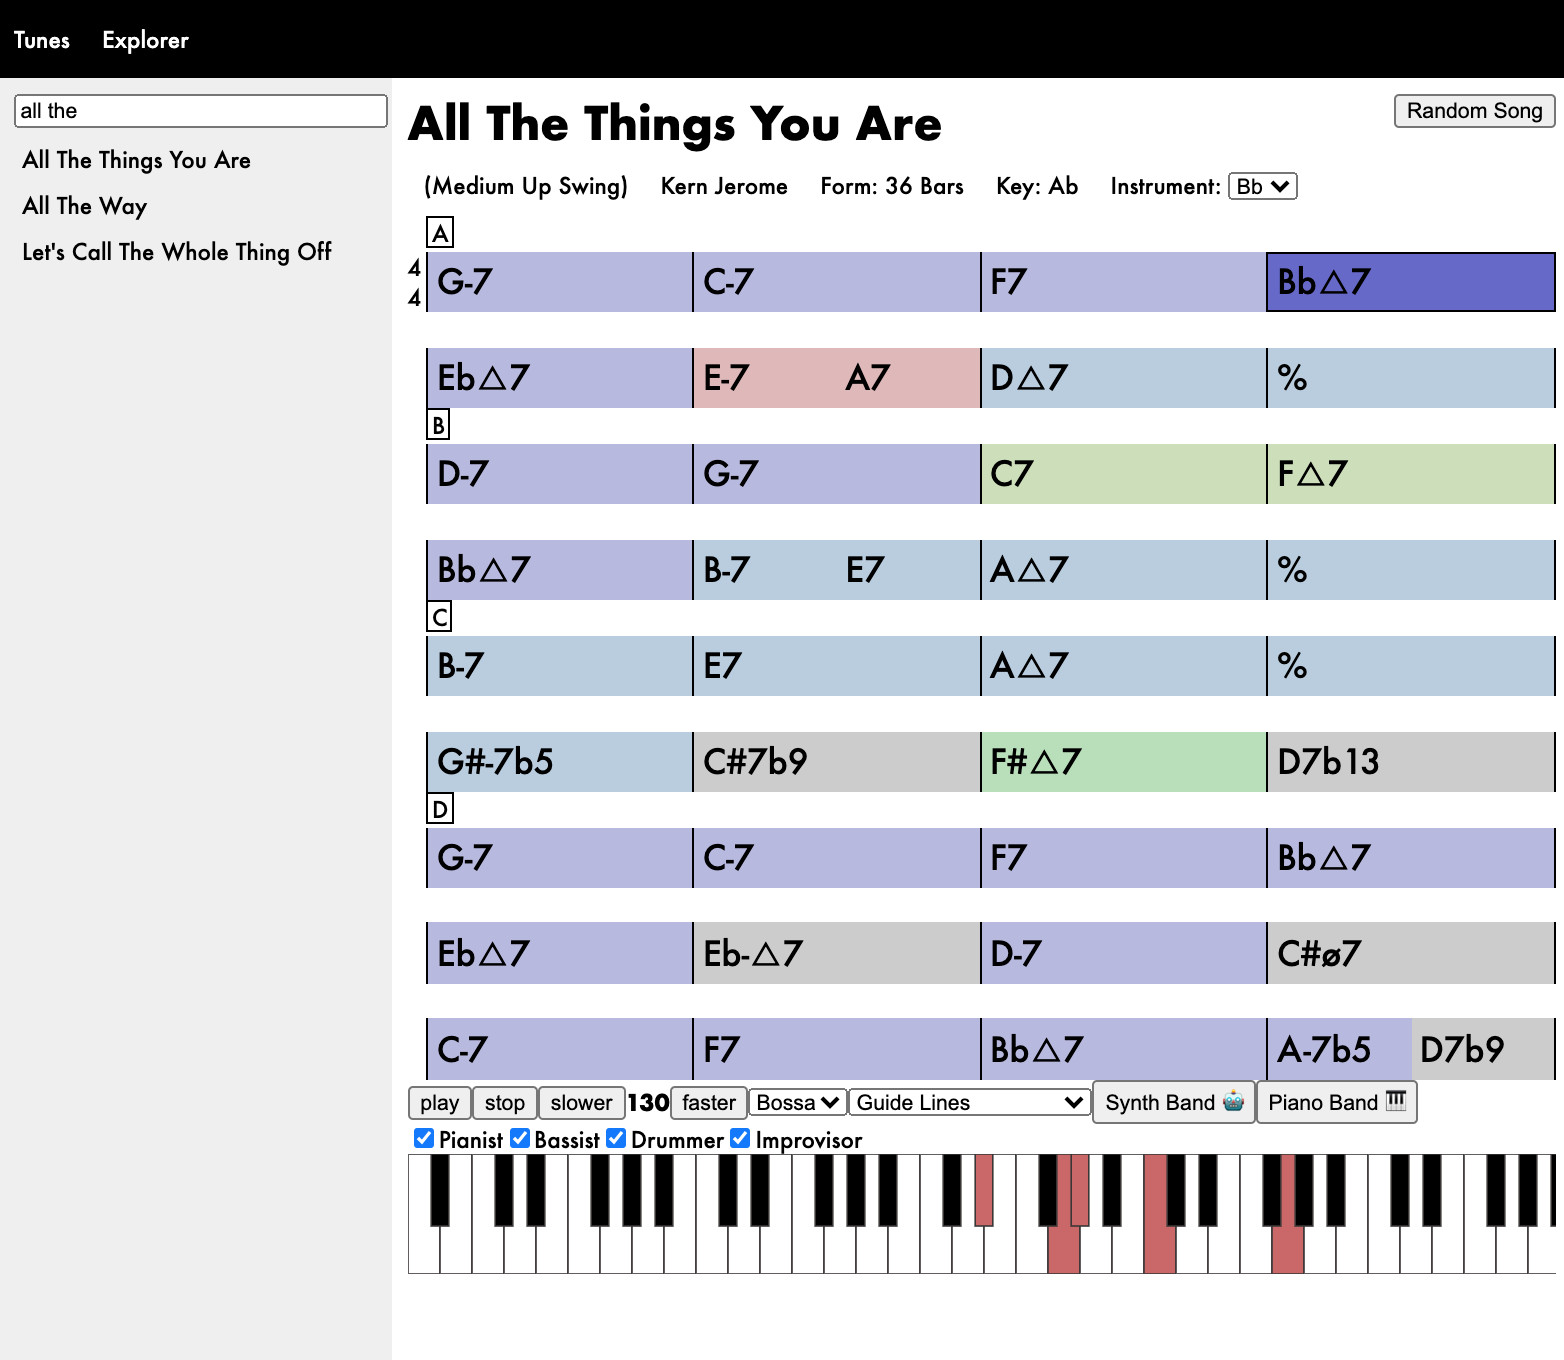 Tunes Explorer
all the
All The Things You Are
All The Way
Let's Call The Whole Thing Off
All The Things You Are
Random Song
(Medium Up Swing) Kern Jerome Form: 36 Bars Key: Ab Instrument: Bb
A
4
4
G-7 C-7 F7 Bb△7
Eb△7 E-7 A7 D△7 %
B
D-7 G-7 C7 F△7
Bb△7 B-7 E7 A△7 %
C
B-7 E7 A△7 %
G#-7b5 C#7b9 F#△7 D7b13
D
G-7 C-7 F7 Bb△7
Eb△7 Eb-△7 D-7 C#ø7
C-7 F7 Bb△7 A-7b5 D7b9
play stop slower 130 faster Bossa Guide Lines Synth Band 🤖 Piano Band 🎹
Pianist Bassist Drummer Improvisor